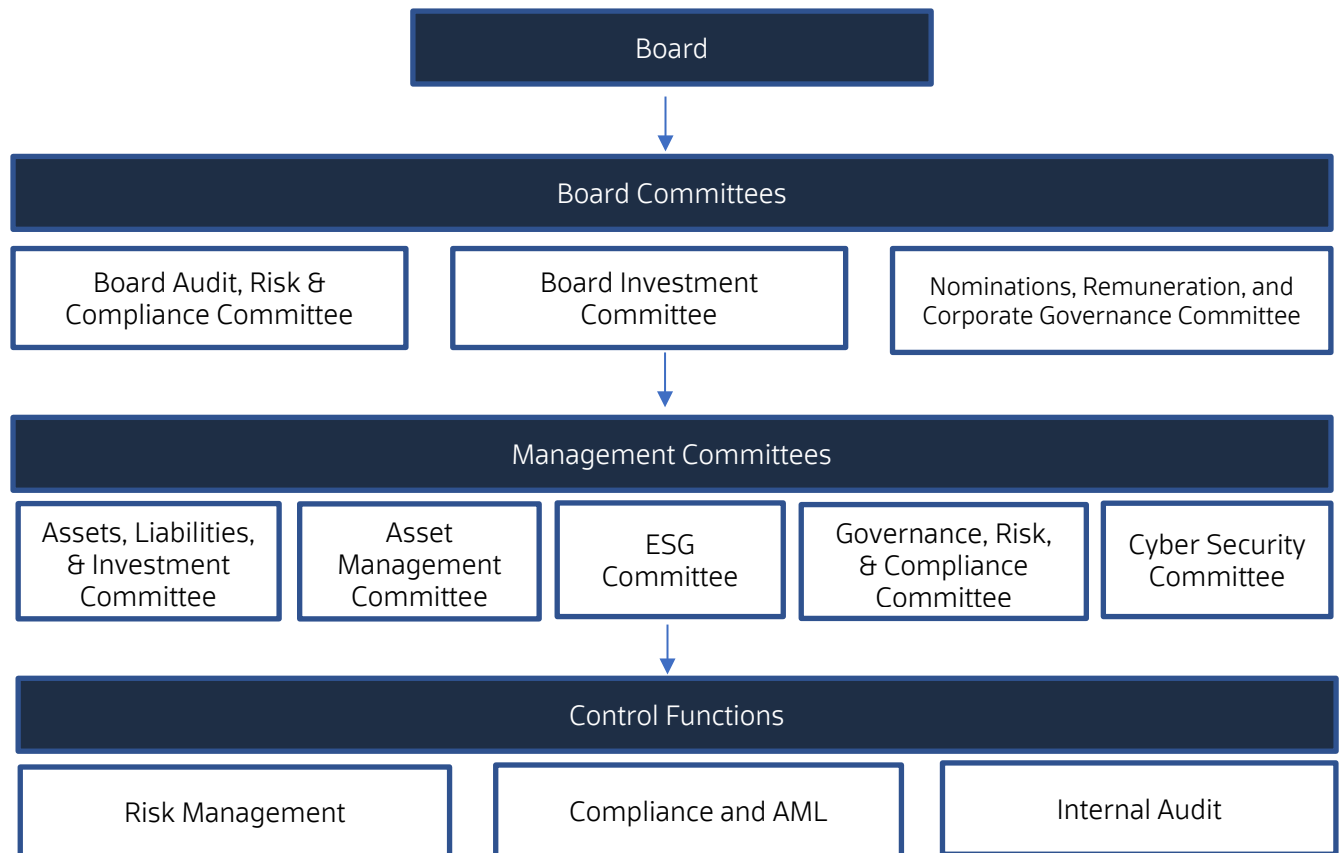 Board
Board Committees
Board Audit, Risk &
Compliance Committee
Board Investment
Committee
Nominations, Remuneration, and
Corporate Governance Committee
Management Committees
Assets, Liabilities,
& Investment
Committee
Asset
Management
Committee
ESG
Committee
Governance, Risk,
& Compliance
Committee
Cyber Security
Committee
Control Functions
Risk Management
Compliance and AML
Internal Audit